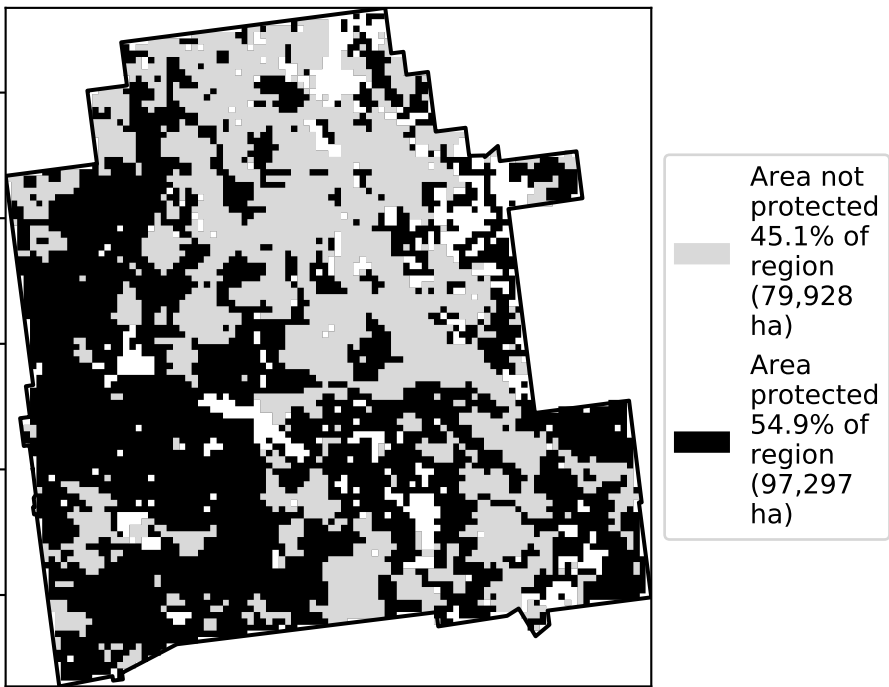 Area not
protected
45.1% of
region
(79,928
ha)
Area
protected
54.9% of
region
(97,297
ha)